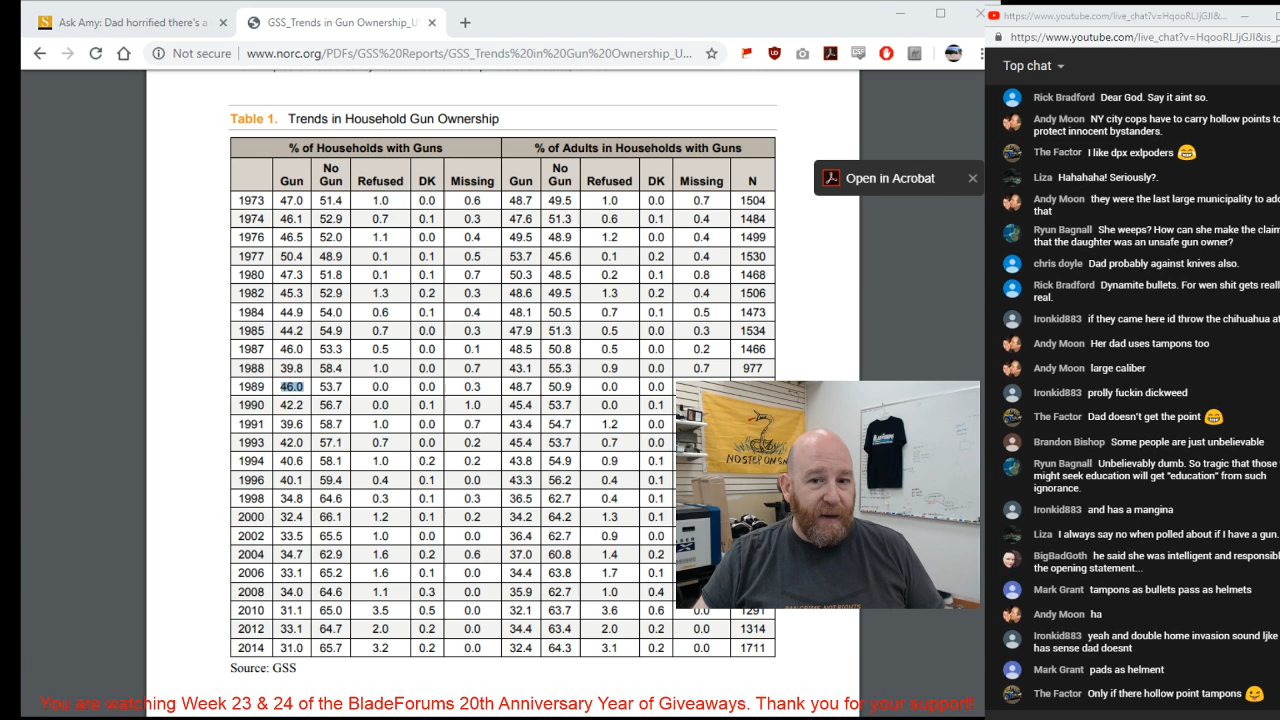 Ask Amy: Dad horrified there's a
GSS_Trends in Gun Ownership_U
https://www.youtube.com/live_chat?v=HqooRLJjGJI&...
Not secure
www.norc.org/PDFs/GSS%20Reports/GSS_Trends%20in%20Gun%20Ownership_U...
https://www.youtube.com/live_chat?v=HqooRLJjGJI&is_p
Top chat
Table 1. Trends in Household Gun Ownership
% of Households with Guns % of Adults in Households with Guns
Gun No Gun Refused DK Missing Gun No Gun Refused DK Missing N
1973 47.0 51.4 1.0 0.0 0.6 48.7 49.5 1.0 0.0 0.7 1504
1974 46.1 52.9 0.7 0.1 0.3 47.6 51.3 0.6 0.1 0.4 1484
1976 46.5 52.0 1.1 0.0 0.4 49.5 48.9 1.2 0.0 0.4 1499
1977 50.4 48.9 0.1 0.1 0.5 53.7 45.6 0.1 0.2 0.4 1530
1980 47.3 51.8 0.1 0.1 0.7 50.3 48.5 0.2 0.1 0.8 1468
1982 45.3 52.9 1.3 0.2 0.3 48.6 49.5 1.3 0.2 0.4 1506
1984 44.9 54.0 0.6 0.1 0.4 48.1 50.5 0.7 0.1 0.5 1473
1985 44.2 54.9 0.7 0.0 0.3 47.9 51.3 0.5 0.0 0.3 1534
1987 46.0 53.3 0.5 0.0 0.1 48.5 50.8 0.5 0.0 0.2 1466
1988 39.8 58.4 1.0 0.0 0.7 43.1 55.3 0.9 0.0 0.7 977
1989 46.0 53.7 0.0 0.0 0.3 48.7 50.9 0.0 0.0
1990 42.2 56.7 0.0 0.1 1.0 45.4 53.7 0.0 0.1
1991 39.6 58.7 1.0 0.0 0.7 43.4 54.7 1.2 0.0
1993 42.0 57.1 0.7 0.0 0.2 45.4 53.7 0.7 0.0
1994 40.6 58.1 1.0 0.2 0.2 43.8 54.9 0.9 0.1
1996 40.1 59.4 0.4 0.1 0.0 43.3 56.2 0.4 0.1
1998 34.8 64.6 0.3 0.1 0.3 36.5 62.7 0.4 0.1
2000 32.4 66.1 1.2 0.1 0.2 34.2 64.2 1.3 0.1
2002 33.5 65.5 1.0 0.0 0.0 36.4 62.7 0.9 0.0
2004 34.7 62.9 1.6 0.2 0.0 37.0 60.8 1.4 0.2
2006 33.1 65.2 1.6 0.1 0.0 34.4 63.8 1.7 0.1
2008 34.0 64.6 1.1 0.3 0.0 35.9 62.7 1.0 0.4
2010 31.1 65.0 3.5 0.5 0.0 32.1 63.7 3.6 0.6 0.0 1291
2012 33.1 64.7 2.0 0.2 0.0 34.4 63.4 2.0 0.2 0.0 1314
2014 31.0 65.7 3.2 0.2 0.0 32.4 64.3 3.1 0.2 0.0 1711
Source: GSS
Open in Acrobat
NO STEP ON SN
Rick Bradford Dear God. Say it aint so.
Andy Moon NY city cops have to carry hollow points to
protect innocent bystanders.
The Factor I like dpx exlpoders
Liza Hahahaha! Seriously?.
Andy Moon they were the last large municipality to ado
that
Ryun Bagnall She weeps? How can she make the claim
that the daughter was an unsafe gun owner?
chris doyle Dad probably against knives also.
Rick Bradford Dynamite bullets. For wen shit gets reall
real.
Ironkid883 if they came here id throw the chihuahua at
Andy Moon Her dad uses tampons too
Andy Moon large caliber
Ironkid883 prolly fuckin dickweed
The Factor Dad doesn't get the point
Brandon Bishop Some people are just unbelievable
Ryun Bagnall Unbelievably dumb. So tragic that those
might seek education will get "education" from such
ignorance.
Ironkid883 and has a mangina
Liza I always say no when polled about if I have a gun.
BigBadGoth he said she was intelligent and responsib
the opening statement...
Mark Grant tampons as bullets pass as helmets
Andy Moon ha
Ironkid883 yeah and double home invasion sound ljke
has sense dad doesnt
Mark Grant pads as helment
The Factor Only if there hollow point tampons
You are watching Week 23 & 24 of the BladeForums 20th Anniversary Year of Giveaways. Thank you for your support!